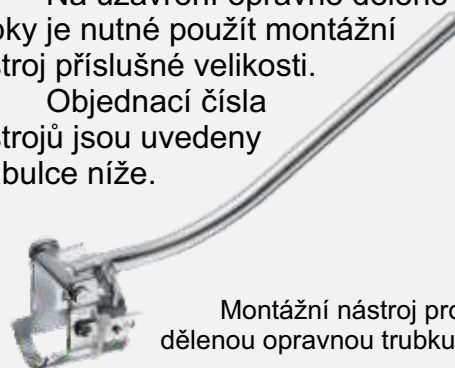 Na uzavření opravné dělené
bky je nutné použít montážní
stroj příslušné velikosti.
Objednací čísla
strojů jsou uvedeny
bulce níže.
Montážní nástroj pro
dělenou opravnou trubku